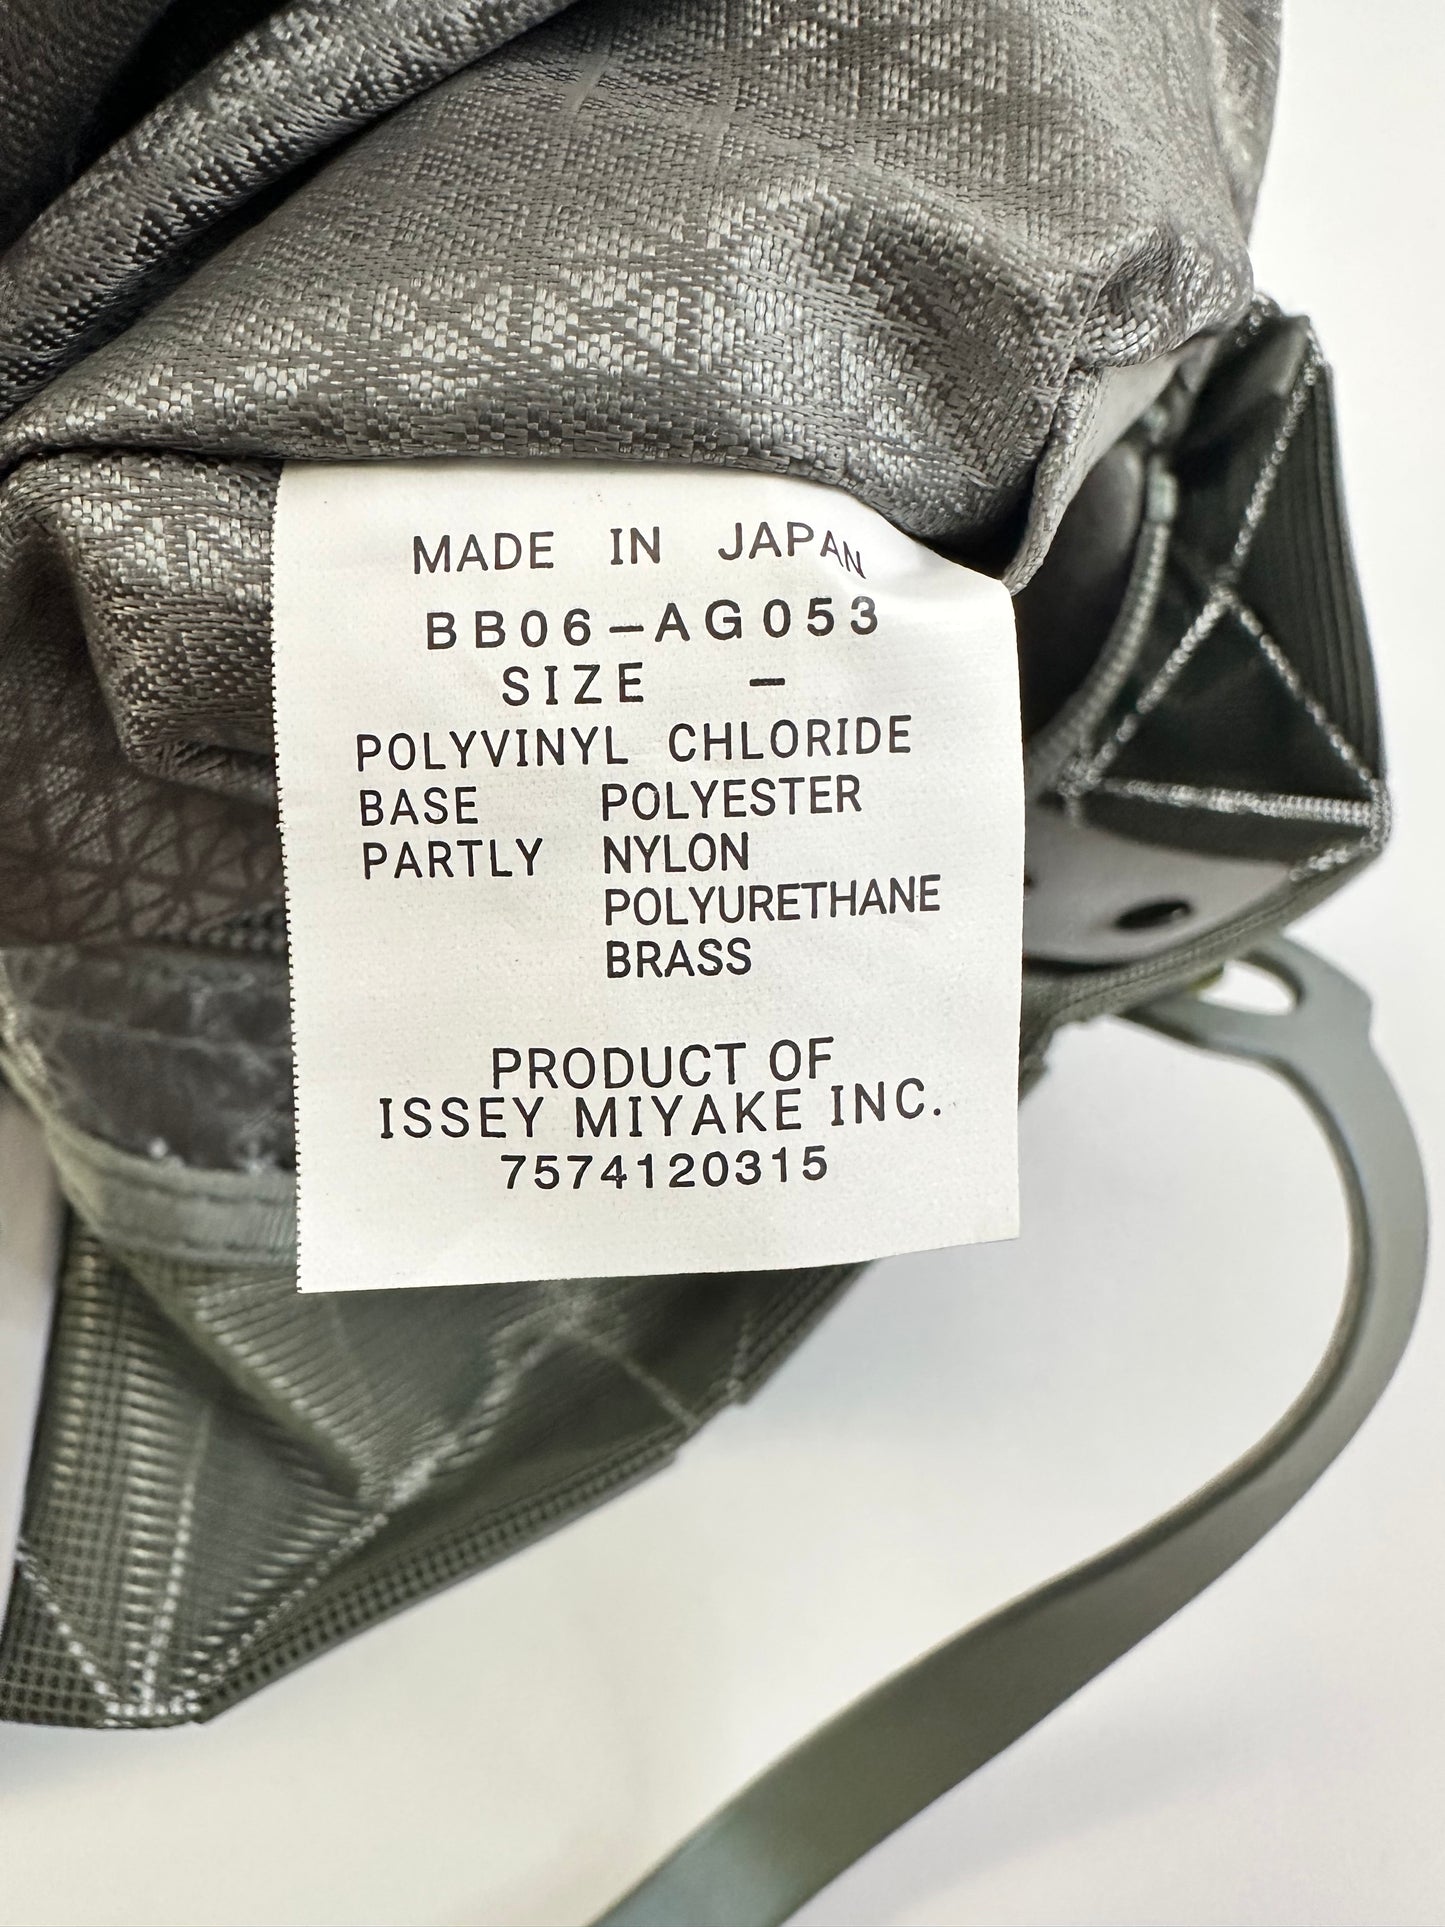 MADE IN JAPAN
BB06-AG053
SIZE -
POLYVINYL CHLORIDE
BASE POLYESTER
PARTLY NYLON
POLYURETHANE
BRASS
PRODUCT OF
ISSEY MIYAKE INC.
7574120315